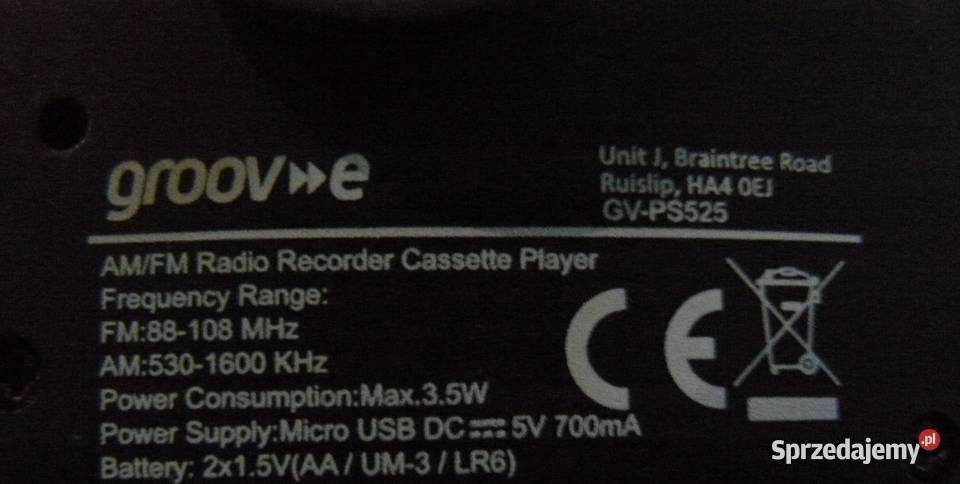 groov▸▸e
Unit J, Braintree Road
Ruislip, HA4 0EJ
GV-PS525
AM/FM Radio Recorder Cassette Player
Frequency Range:
FM:88-108 MHz
AM:530-1600 KHz
Power Consumption:Max.3.5W
Power Supply:Micro USB DC⎓5V 700mA
Battery: 2x1.5V(AA / UM-3 / LR6)
CE
Sprzedajemy.pl